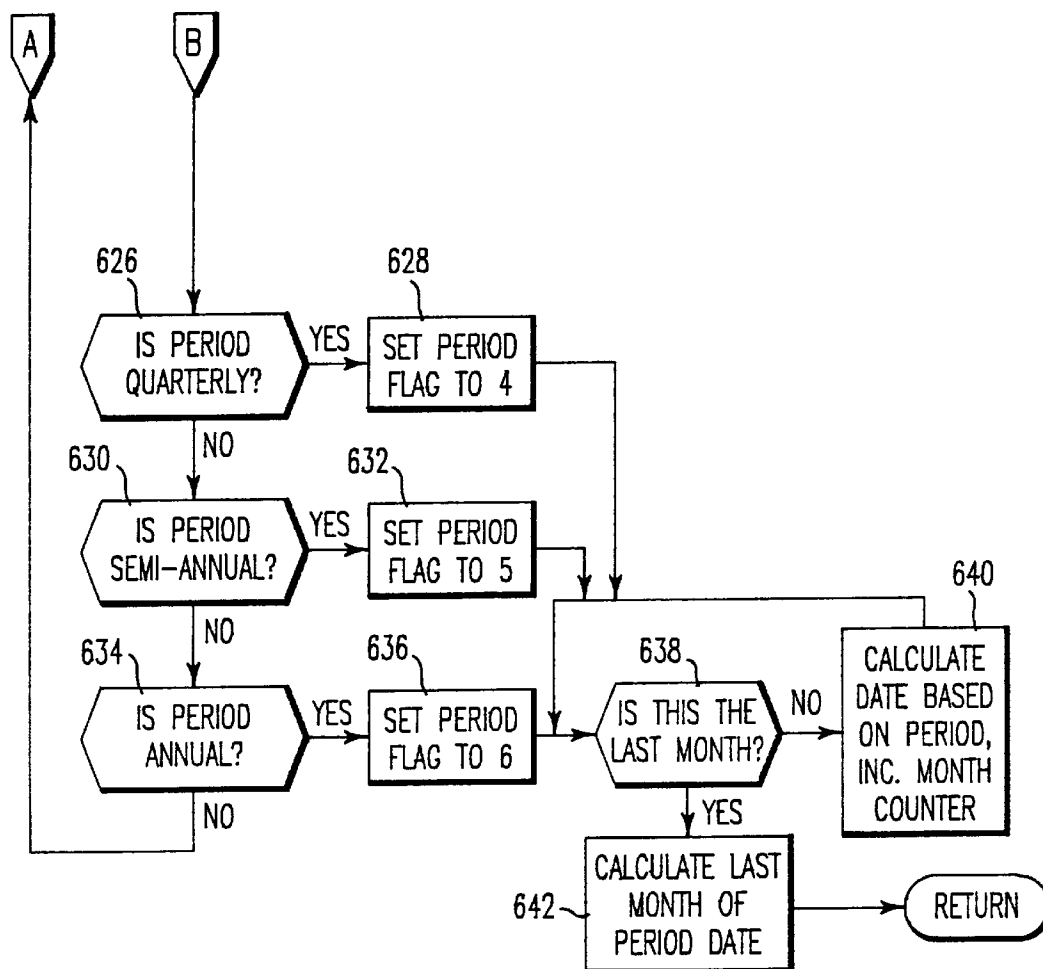 A
B
626
IS PERIOD
QUARTERLY?
YES
628
SET PERIOD
FLAG TO 4
NO
630
IS PERIOD
SEMI-ANNUAL?
YES
632
SET PERIOD
FLAG TO 5
NO
634
IS PERIOD
ANNUAL?
YES
636
SET PERIOD
FLAG TO 6
NO
638
IS THIS THE
LAST MONTH?
NO
640
CALCULATE
DATE BASED
ON PERIOD,
INC. MONTH
COUNTER
YES
642
CALCULATE LAST
MONTH OF
PERIOD DATE
RETURN